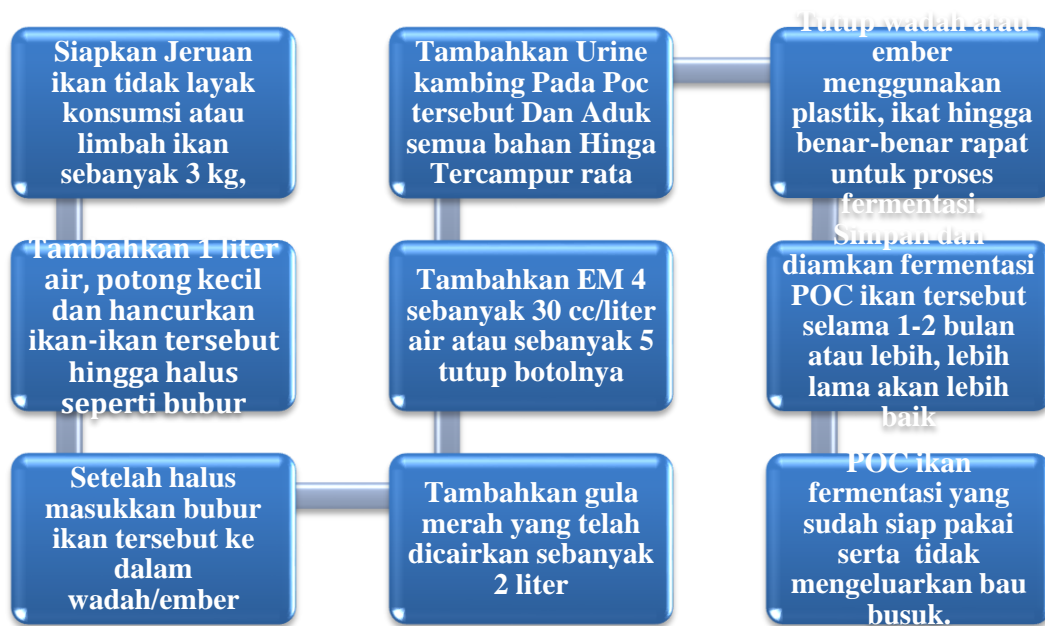 Siapkan Jeruan
ikan tidak layak
konsumsi atau
limbah ikan
sebanyak 3 kg,
Tambahkan 1 liter
air, potong kecil
dan hancurkan
ikan-ikan tersebut
hingga halus
seperti bubur
Setelah halus
masukkan bubur
ikan tersebut ke
dalam
wadah/ember
Tambahkan gula
merah yang telah
dicairkan sebanyak
2 liter
Tambahkan EM 4
sebanyak 30 cc/liter
air atau sebanyak 5
tutup botolnya
Tambahkan Urine
kambing Pada Poc
tersebut Dan Aduk
semua bahan Hinga
Tercampur rata
Tutup wadah atau
ember
menggunakan
plastik, ikat hingga
benar-benar rapat
untuk proses
fermentasi.
Simpan dan
diamkan fermentasi
POC ikan tersebut
selama 1-2 bulan
atau lebih, lebih
lama akan lebih
baik
POC ikan
fermentasi yang
sudah siap pakai
serta tidak
mengeluarkan bau
busuk.